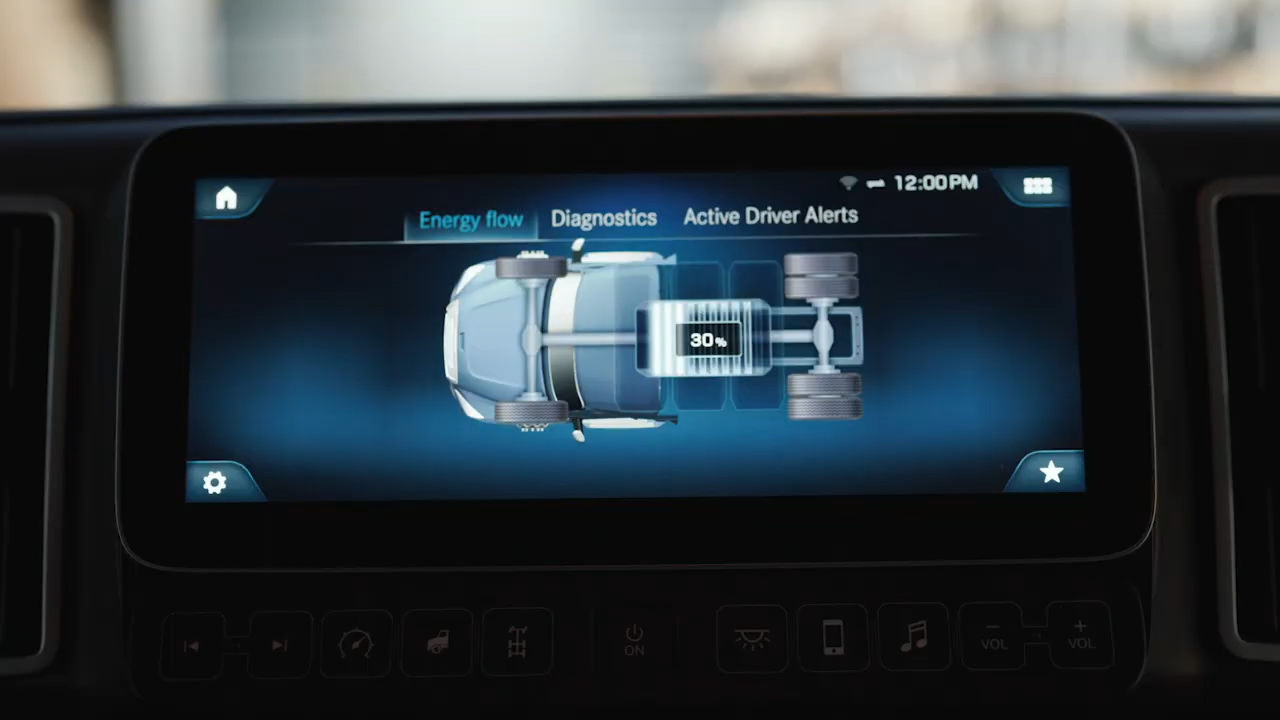 12:00PM
Energy flow Diagnostics Active Driver Alerts
30%
ON
VOL
VOL